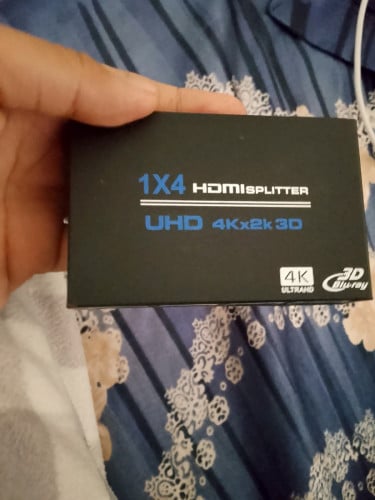 1X4 HDMI SPLITTER
UHD 4Kx2k 3D
4K
ULTRAHD
3D
Blu-ray